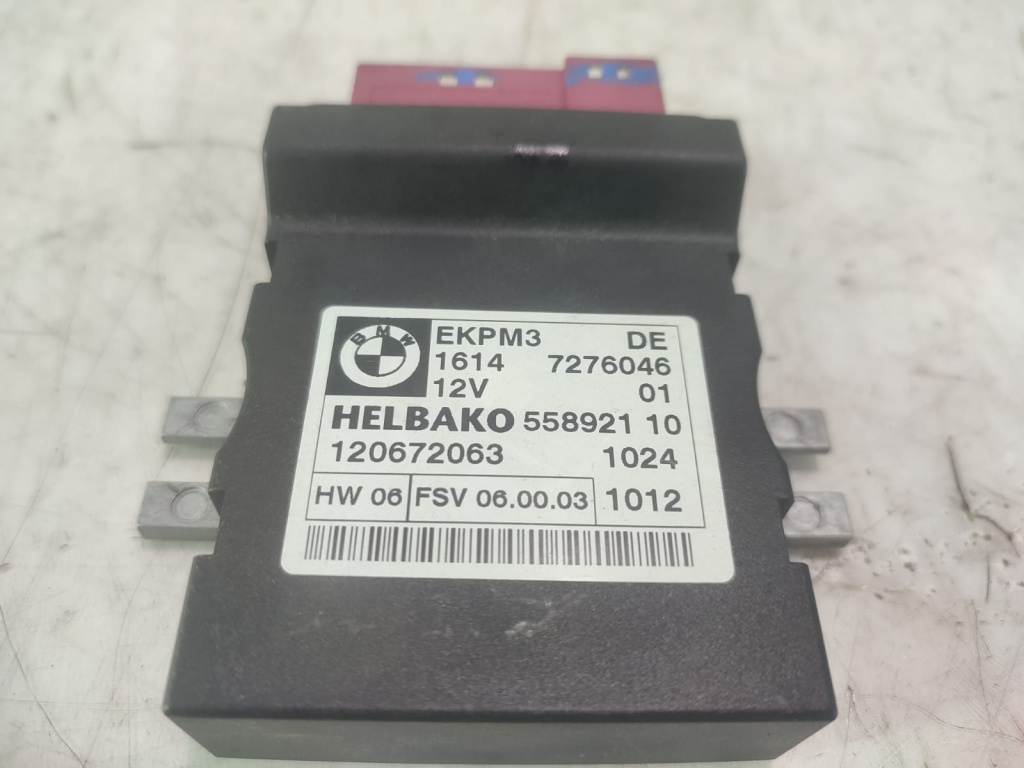 BMW
EKPM3 DE
1614 7276046
12V 01
HELBAKO 558921 10
120672063 1024
HW 06 FSV 06.00.03 1012